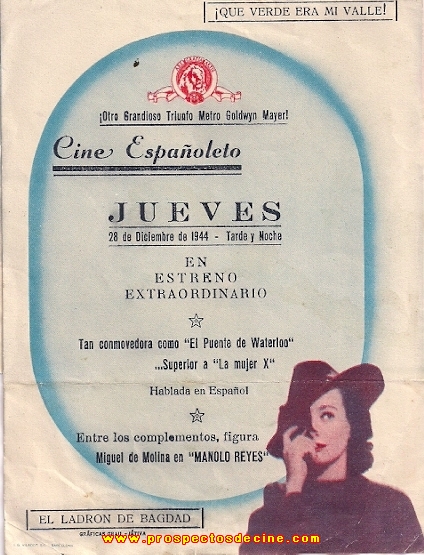 ¡QUE VERDE ERA MI VALLE!
¡Otro Grandioso Triunfo Metro Goldwyn Mayer!
Cine Españoleto
JUEVES
28 de Diciembre de 1944 - Tarde y Noche
EN
ESTRENO
EXTRAORDINARIO
Tan conmovedora como "El Puente de Waterloo"
...Superior a "La mujer X"
Hablada en Español
Entre los complementos, figura
Miguel de Molina en "MANOLO REYES"
EL LADRON DE BAGDAD
GRÁFICAS
JÁTIVA
www.prospectosdecine.com